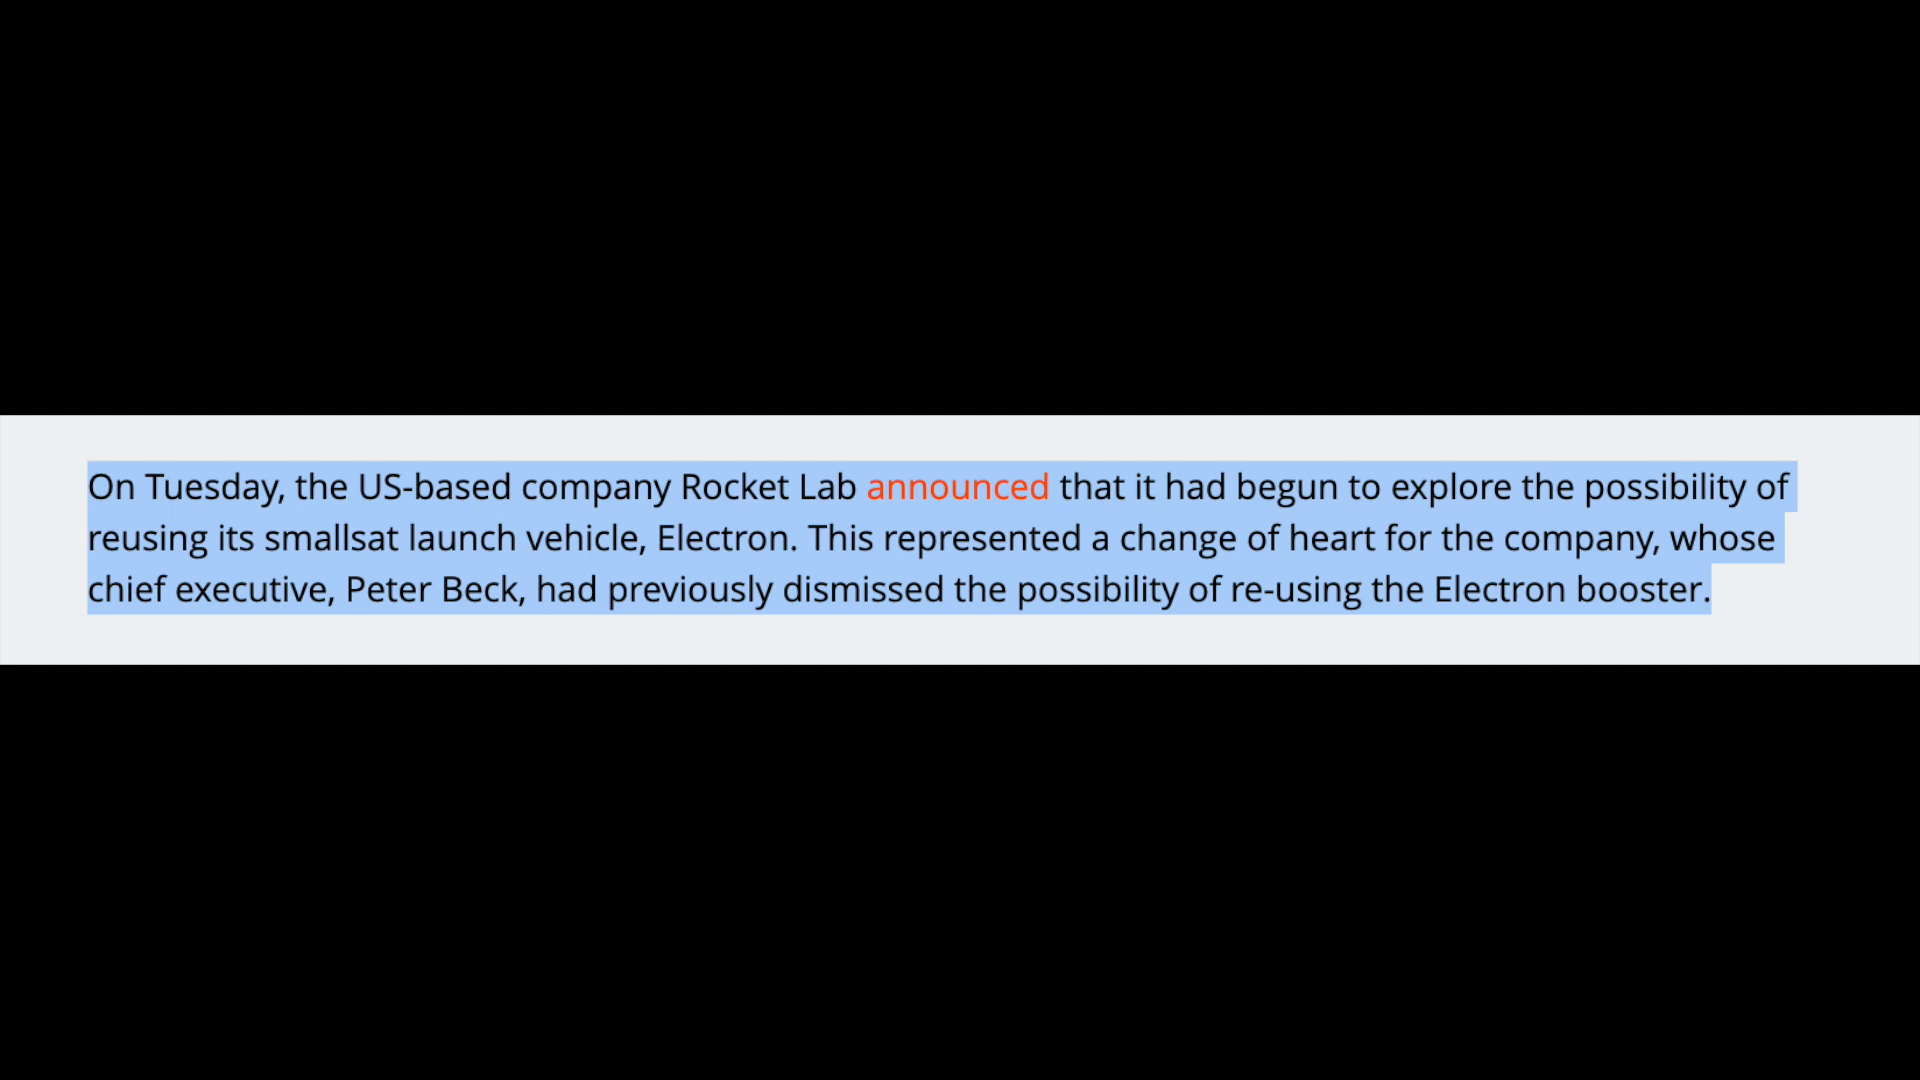 On Tuesday, the US-based company Rocket Lab announced that it had begun to explore the possibility of
reusing its smallsat launch vehicle, Electron. This represented a change of heart for the company, whose
chief executive, Peter Beck, had previously dismissed the possibility of re-using the Electron booster.